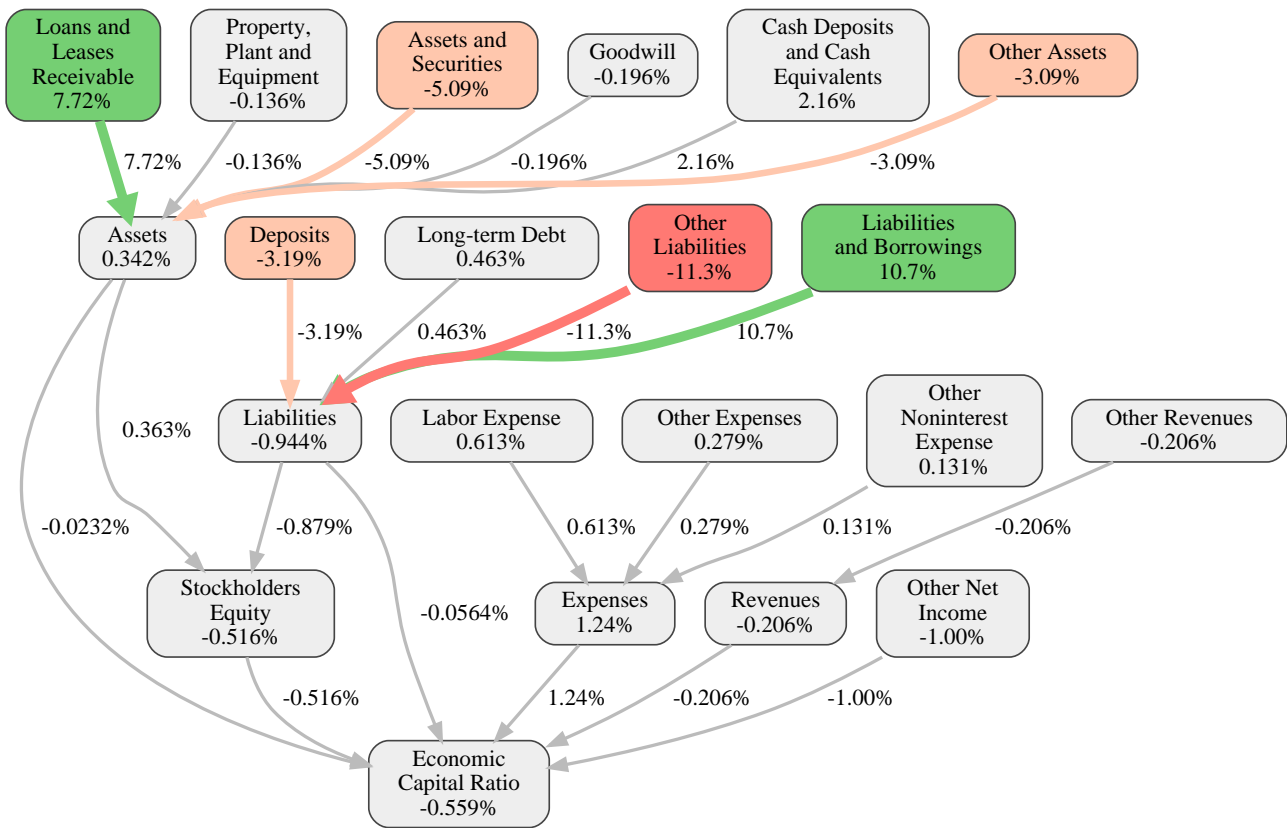 Loans and
Leases
Receivable
7.72%
Property,
Plant and
Equipment
-0.136%
Assets and
Securities
-5.09%
Goodwill
-0.196%
Cash Deposits
and Cash
Equivalents
2.16%
Other Assets
-3.09%
7.72%
-0.136%
-5.09%
-0.196%
2.16%
-3.09%
Assets
0.342%
Deposits
-3.19%
Long-term Debt
0.463%
Other
Liabilities
-11.3%
Liabilities
and Borrowings
10.7%
-3.19%
0.463%
-11.3%
10.7%
0.363%
Liabilities
-0.944%
Labor Expense
0.613%
Other Expenses
0.279%
Other
Noninterest
Expense
0.131%
Other Revenues
-0.206%
-0.0232%
-0.879%
0.613%
0.279%
0.131%
-0.206%
Stockholders
Equity
-0.516%
-0.0564%
Expenses
1.24%
Revenues
-0.206%
Other Net
Income
-1.00%
-0.516%
1.24%
-0.206%
-1.00%
Economic
Capital Ratio
-0.559%